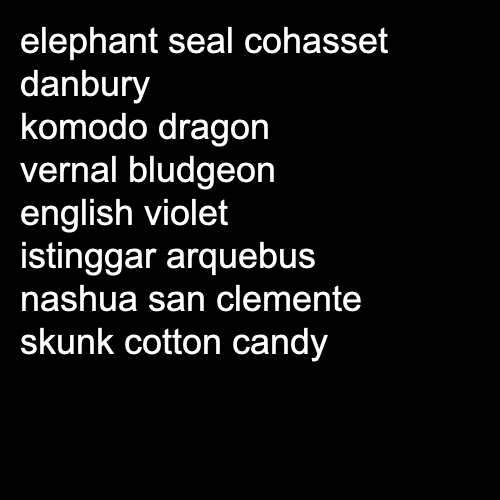 elephant seal cohasset
danbury
komodo dragon
vernal bludgeon
english violet
istinggar arquebus
nashua san clemente
skunk cotton candy